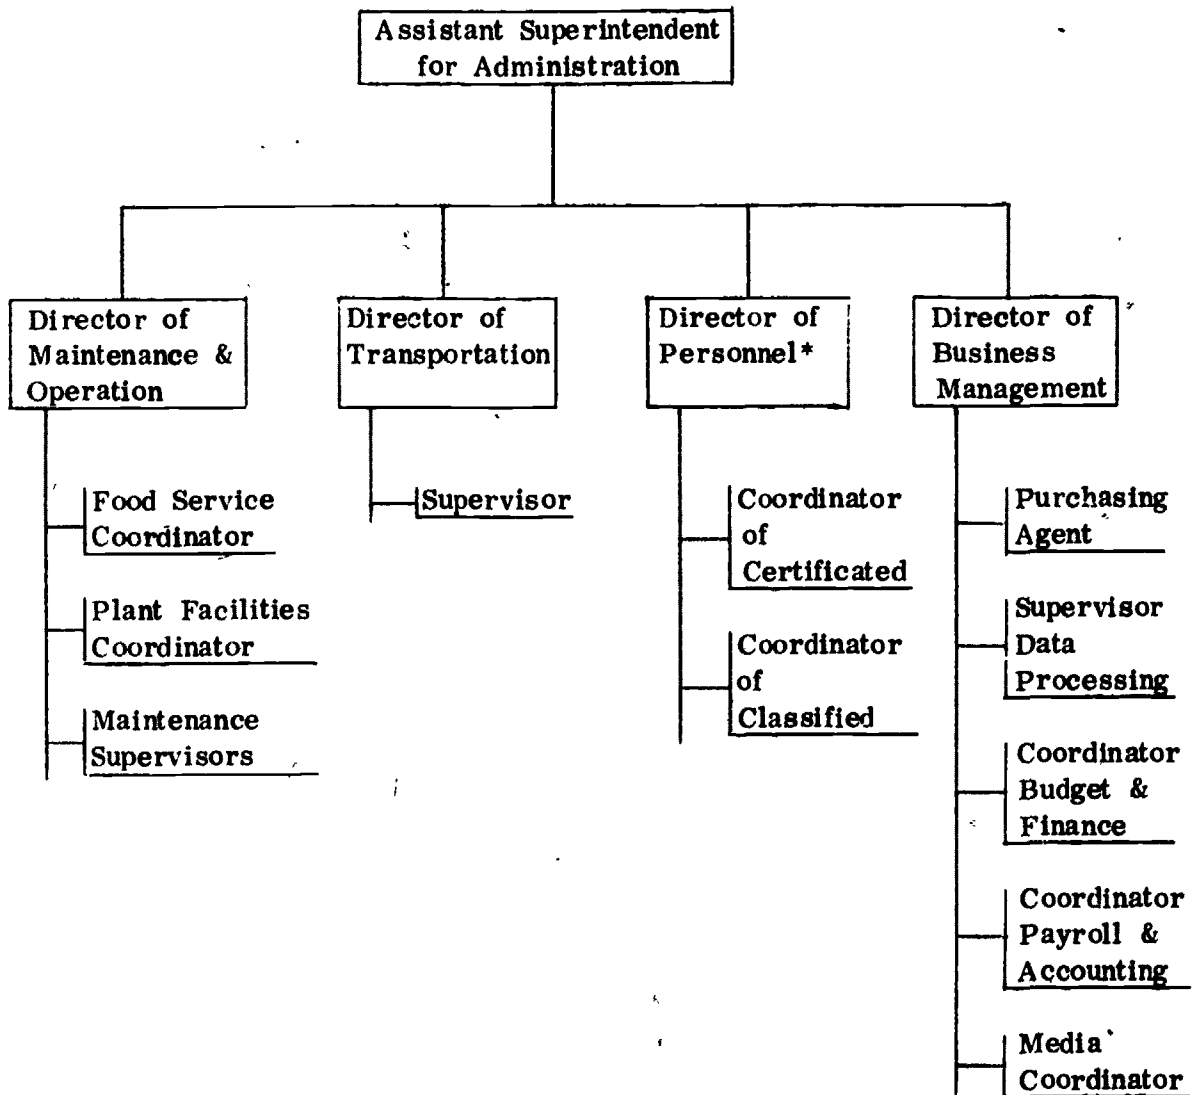 Assistant Superintendent
for Administration
Director of
Maintenance &
Operation
Food Service
Coordinator
Plant Facilities
Coordinator
Maintenance
Supervisors
Director of
Transportation
Supervisor
Director of
Personnel*
Coordinator
of
Certificated
Coordinator
of
Classified
Director of
Business
Management
Purchasing
Agent
Supervisor
Data
Processing
Coordinator
Budget &
Finance
Coordinator
Payroll &
Accounting
Media
Coordinator